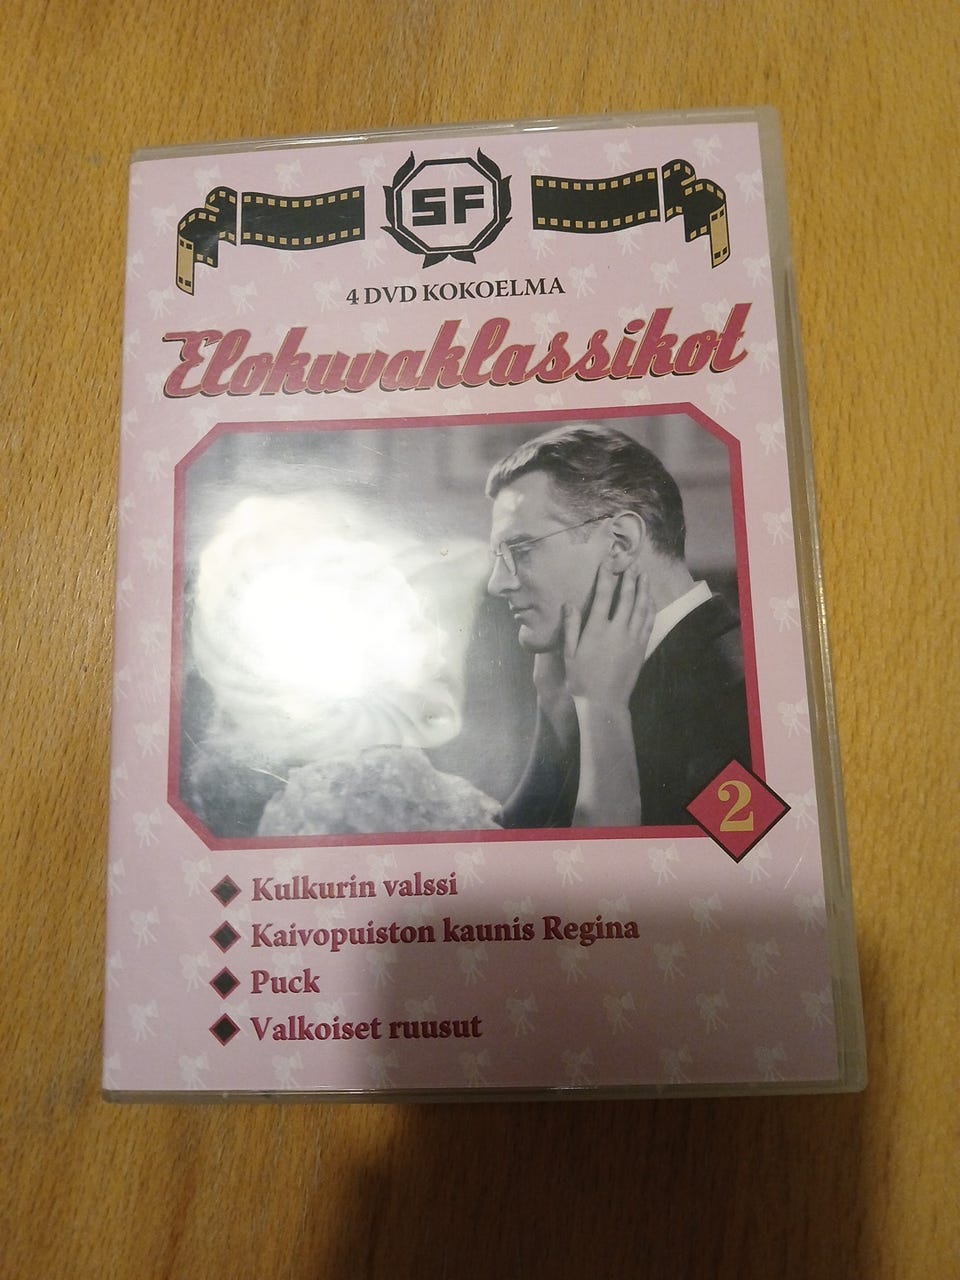 SF
4 DVD KOKOELMA
Elokuvaklassikot
2
Kulkurin valssi
Kaivopuiston kaunis Regina
Puck
Valkoiset ruusut